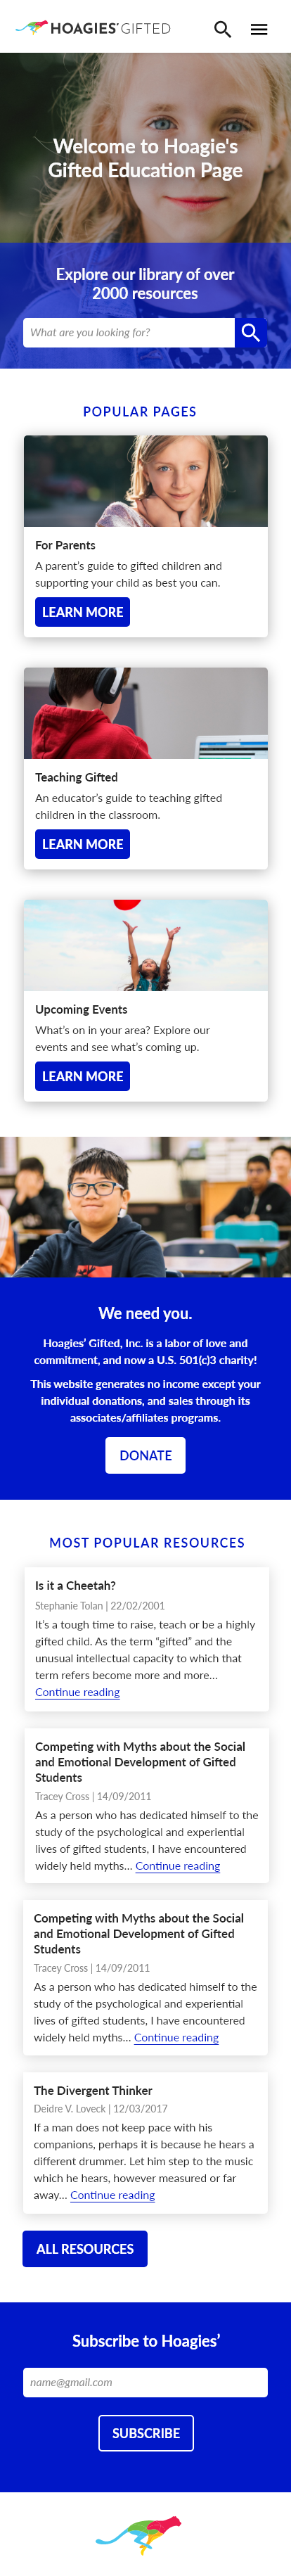 HOAGIES' GIFTED
Welcome to Hoagie's
Gifted Education Page
Explore our library of over
2000 resources
What are you looking for?
POPULAR PAGES
For Parents
A parent's guide to gifted children and
supporting your child as best you can.
LEARN MORE
Teaching Gifted
An educator's guide to teaching gifted
children in the classroom.
LEARN MORE
Upcoming Events
What's on in your area? Explore our
events and see what's coming up.
LEARN MORE
We need you.
Hoagies' Gifted, Inc. is a labor of love and
commitment, and now a U.S. 501(c)3 charity!
This website generates no income except your
individual donations, and sales through its
associates/affiliates programs.
DONATE
MOST POPULAR RESOURCES
Is it a Cheetah?
Stephanie Tolan | 22/02/2001
It's a tough time to raise, teach or be a highly
gifted child. As the term “gifted” and the
unusual intellectual capacity to which that
term refers become more and more...
Continue reading
Competing with Myths about the Social
and Emotional Development of Gifted
Students
Tracey Cross | 14/09/2011
As a person who has dedicated himself to the
study of the psychological and experiential
lives of gifted students, I have encountered
widely held myths... Continue reading
Competing with Myths about the Social
and Emotional Development of Gifted
Students
Tracey Cross | 14/09/2011
As a person who has dedicated himself to the
study of the psychological and experiential
lives of gifted students, I have encountered
widely held myths... Continue reading
The Divergent Thinker
Deidre V. Loveck | 12/03/2017
If a man does not keep pace with his
companions, perhaps it is because he hears a
different drummer. Let him step to the music
which he hears, however measured or far
away... Continue reading
ALL RESOURCES
Subscribe to Hoagies’
name@gmail.com
SUBSCRIBE